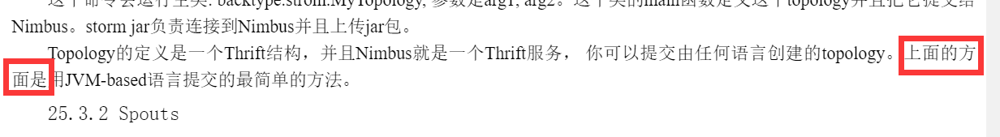 这个命令会运行主类: backtype.strom.MyTopology, 参数是arg1, arg2。这个类的main函数定义这个topology并且把它提交给
Nimbus。storm jar负责连接到Nimbus并且上传jar包。
Topology的定义是一个Thrift结构，并且Nimbus就是一个Thrift服务， 你可以提交由任何语言创建的topology。上面的方
面是用JVM-based语言提交的最简单的方法。
25.3.2 Spouts